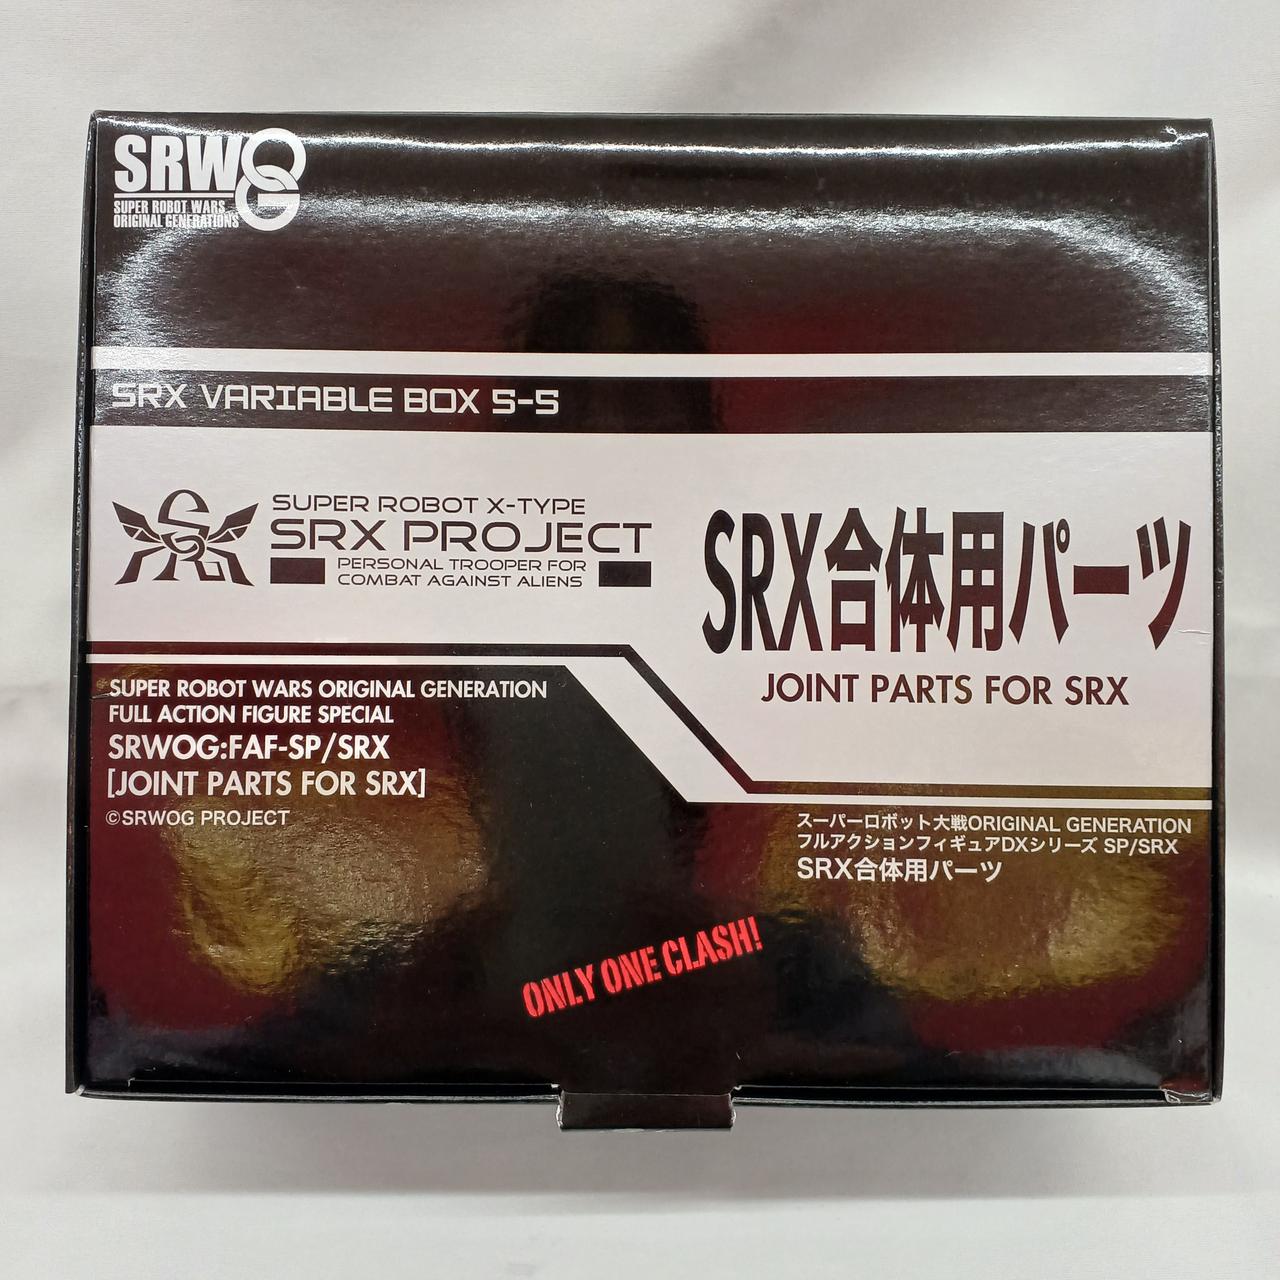 SRWOG
SUPER ROBOT WARS
ORIGINAL GENERATIONS
SRX VARIABLE BOX 5-5
SUPER ROBOT X-TYPE
SRX PROJECT
PERSONAL TROOPER FOR
COMBAT AGAINST ALIENS
SRX合体用パーツ
JOINT PARTS FOR SRX
SUPER ROBOT WARS ORIGINAL GENERATION
FULL ACTION FIGURE SPECIAL
SRWOG:FAF-SP/SRX
[JOINT PARTS FOR SRX]
©SRWOG PROJECT
スーパーロボット大戦ORIGINAL GENERATION
フルアクションフィギュアDXシリーズ SP/SRX
SRX合体用パーツ
ONLY ONE CLASH!